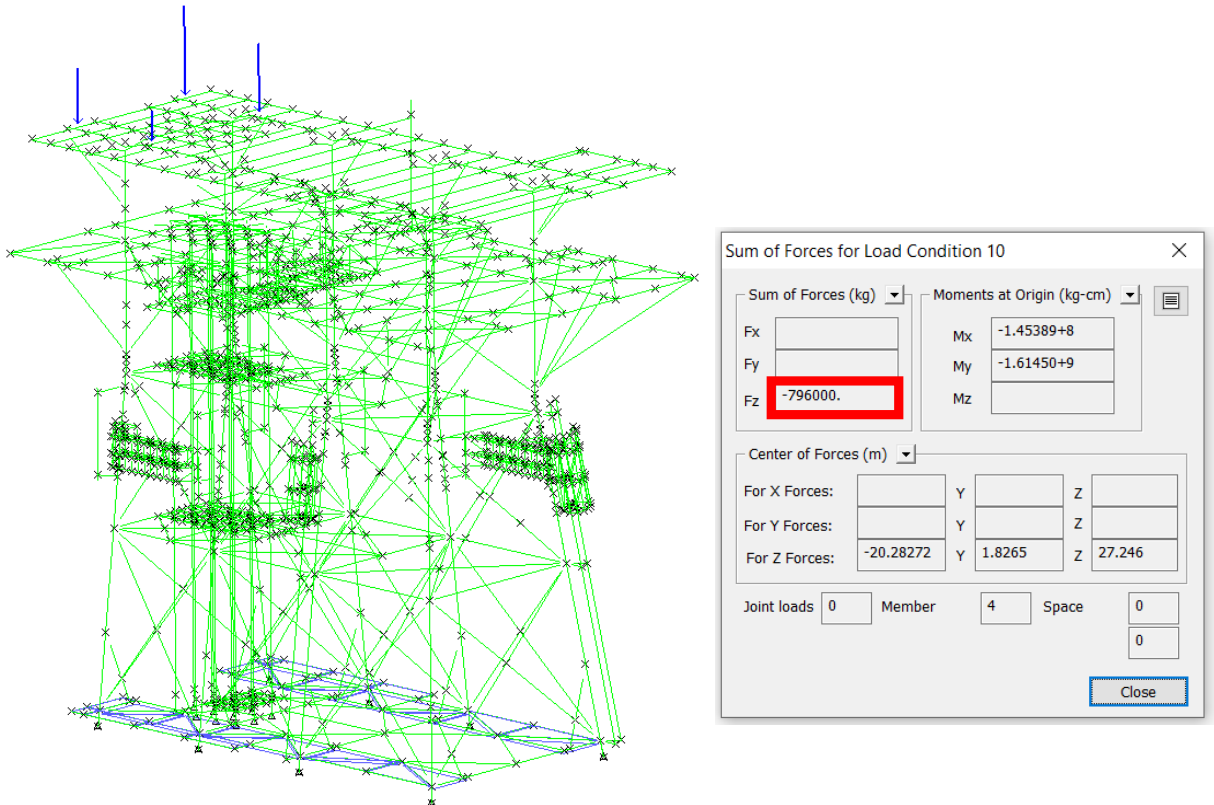 Sum of Forces for Load Condition 10
Sum of Forces (kg)
Moments at Origin (kg-cm)
Fx
Mx -1.45389+8
Fy
My -1.61450+9
Fz -796000.
Mz
Center of Forces (m)
For X Forces: Y Z
For Y Forces: Y Z
For Z Forces: -20.28272 Y 1.8265 Z 27.246
Joint loads 0 Member 4 Space 0
0
Close